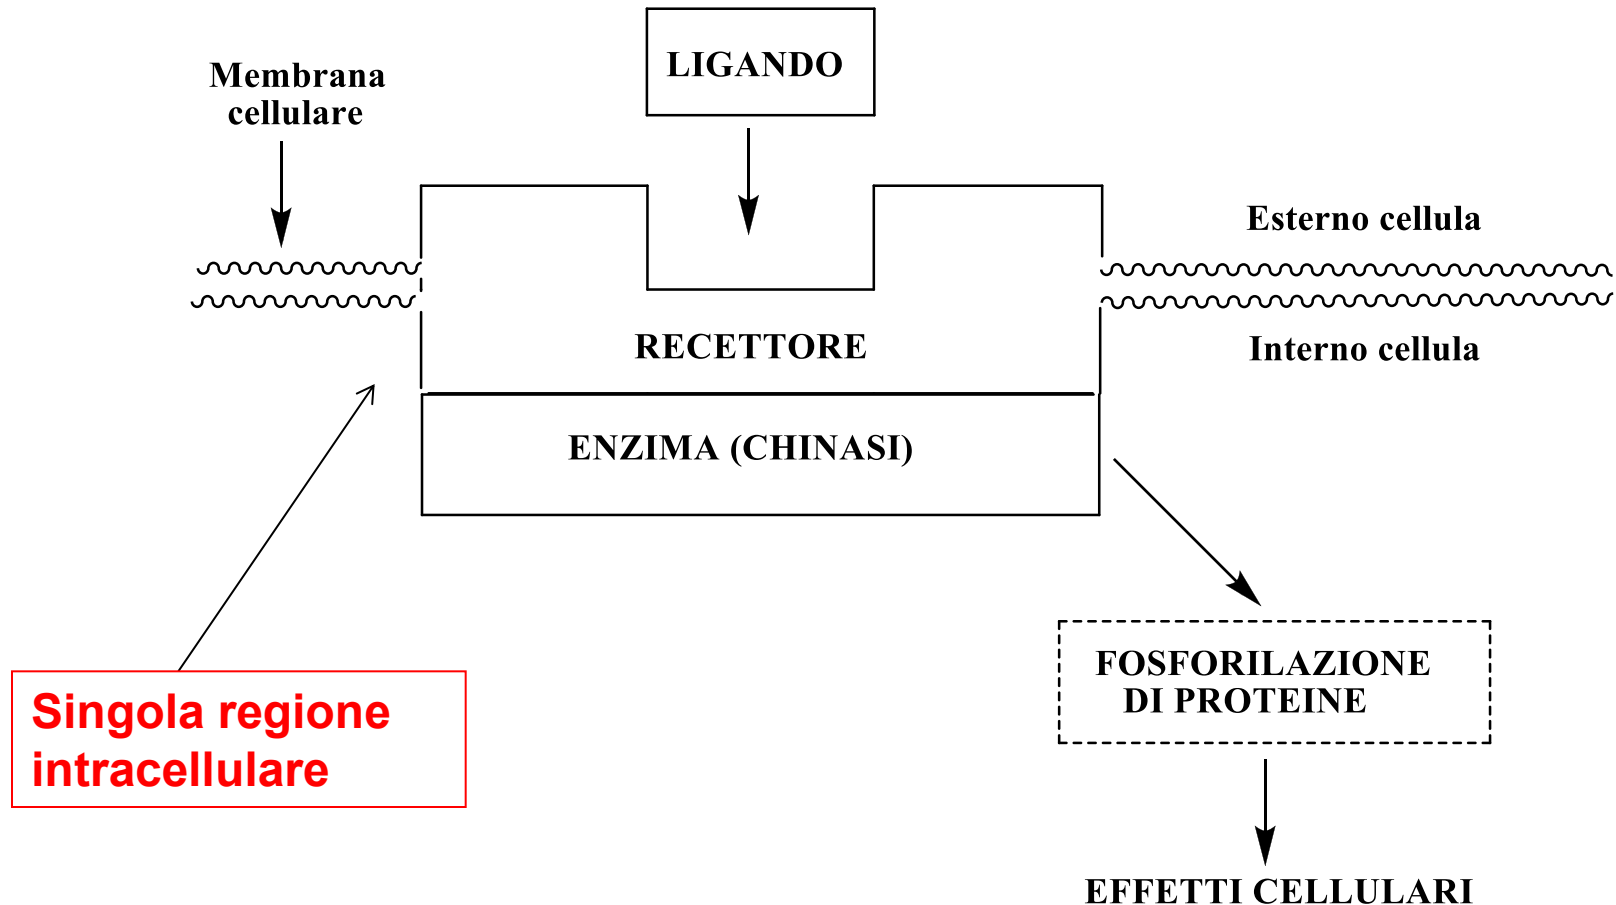 LIGANDO
Membrana
cellulare
Esterno cellula
RECETTORE
Interno cellula
ENZIMA (CHINASI)
Singola regione
intracellulare
FOSFORILAZIONE
DI PROTEINE
EFFETTI CELLULARI